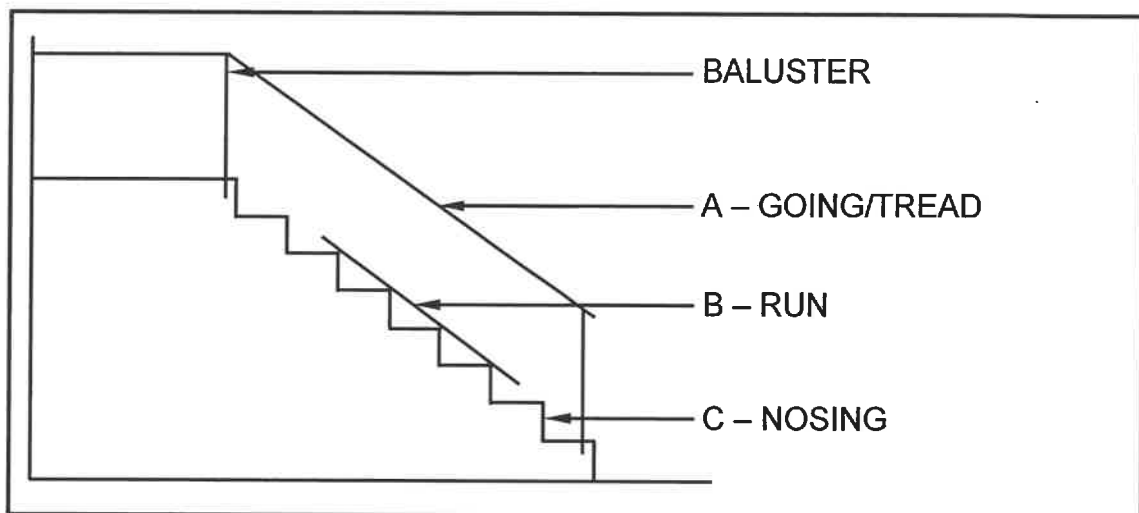 BALUSTER
A – GOING/TREAD
B – RUN
C – NOSING